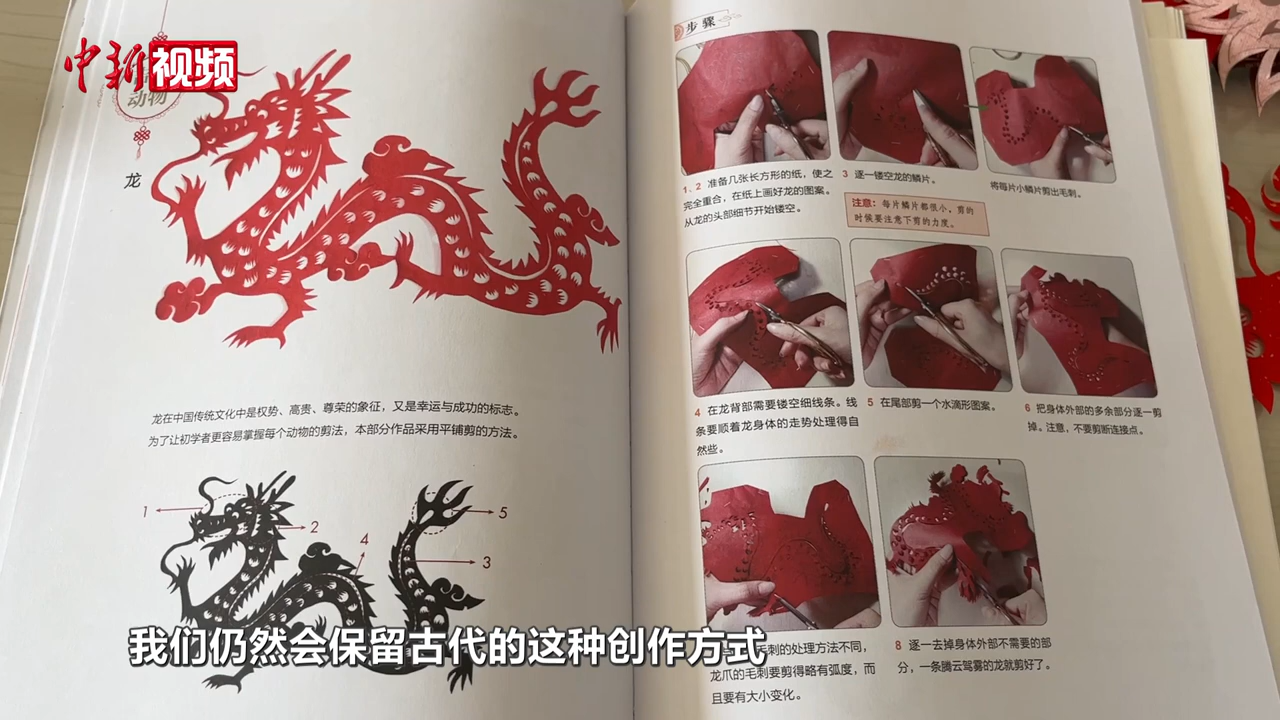 中新视频
动物
龙
龙在中国传统文化中是权势、高贵、尊荣的象征，又是幸运与成功的标志。
为了让初学者更容易掌握每个动物的剪法，本部分作品采用平铺剪的方法。
1
2
4
5
3
步骤
1、2 准备几张长方形的纸，使之
完全重合，在纸上画好龙的图案。
从龙的头部细节开始镂空。
3 逐一镂空龙的鳞片。
注意：每片鳞片都很小，剪的
时候要注意下剪的力度。
将每片小鳞片剪出毛刺。
4 在龙背部需要镂空细线条。线
条要顺着龙身体的走势处理得自
然些。
5 在尾部剪一个水滴形图案。
6 把身体外部的多余部分逐一剪
掉。注意，不要剪断连接点。
毛刺的处理方法不同，
龙爪的毛刺要剪得略有弧度，而
且要有大小变化。
8 逐一去掉身体外部不需要的部
分，一条腾云驾雾的龙就剪好了。
我们仍然会保留古代的这种创作方式